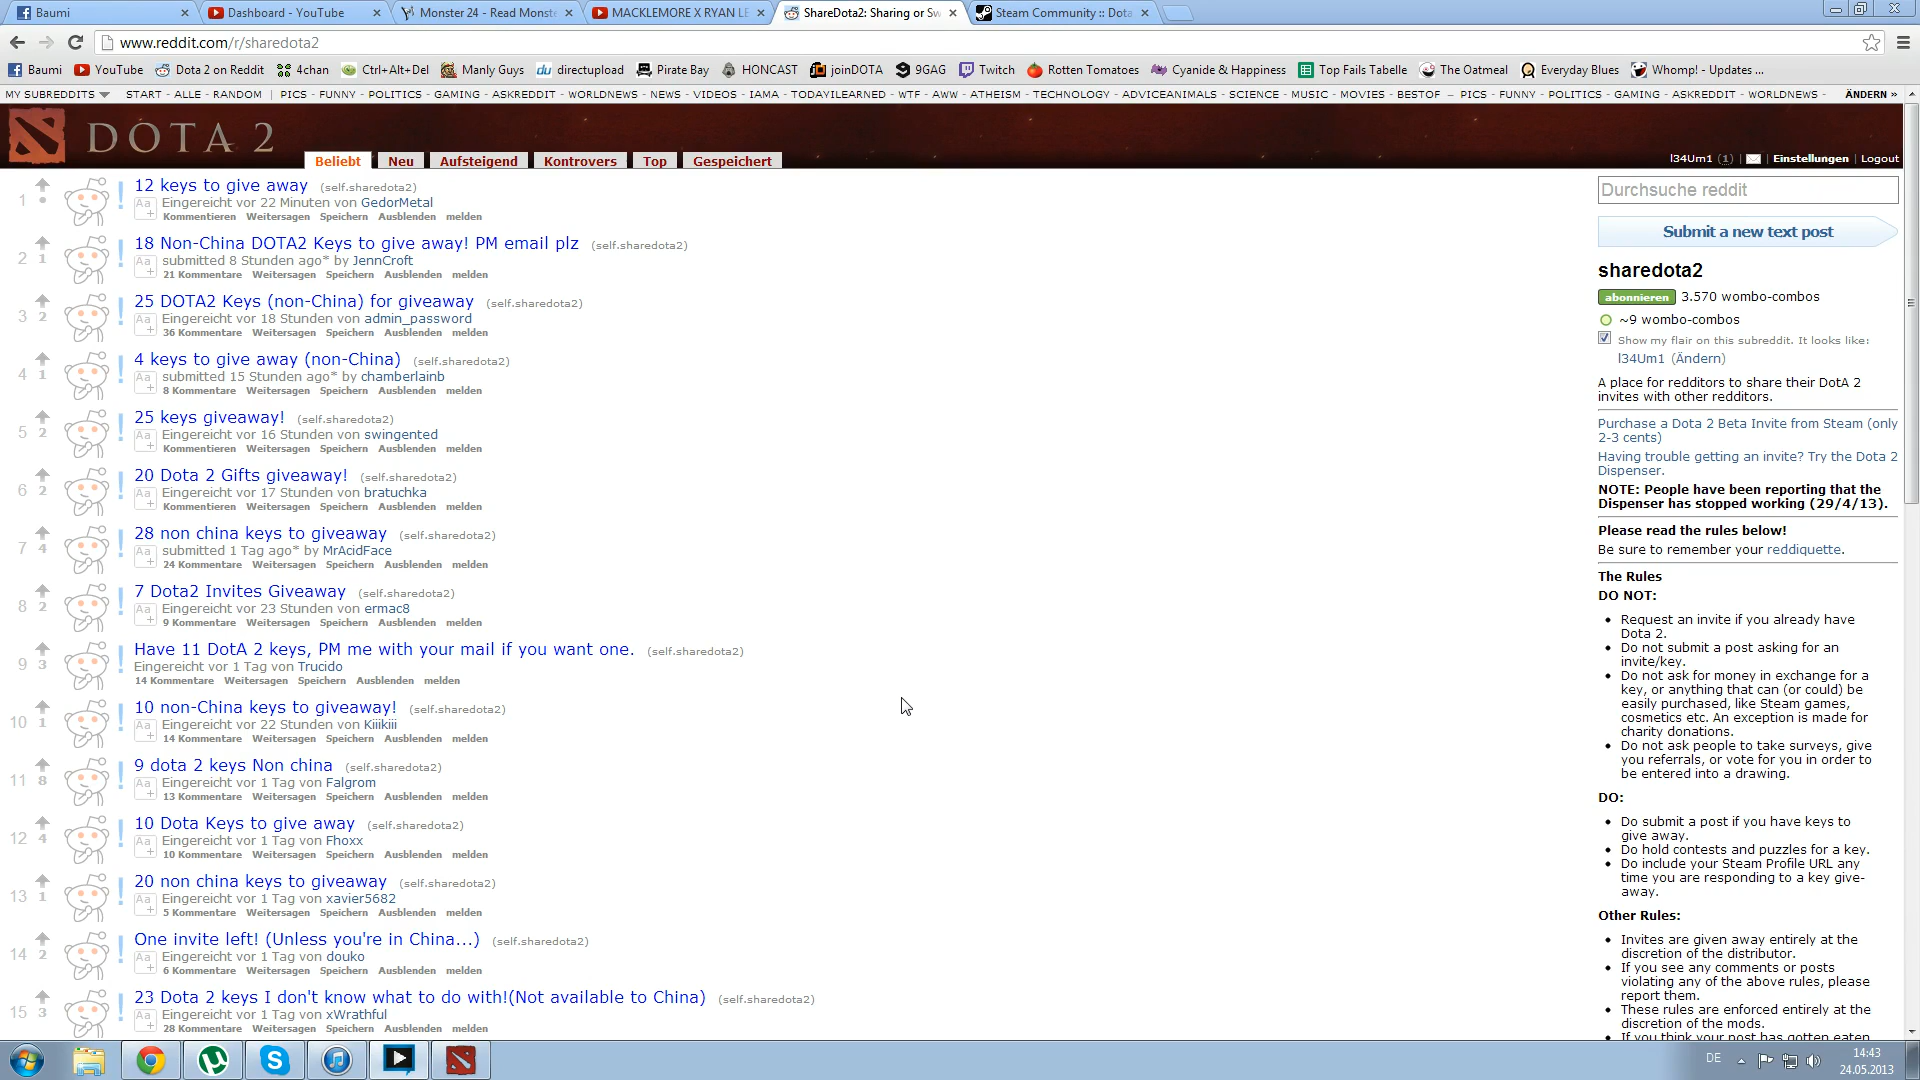 Baumi
Dashboard - YouTube
Monster 24 - Read Monste
MACKLEMORE X RYAN LE
ShareDota2: Sharing or Sw
Steam Community :: Dota
www.reddit.com/r/sharedota2
Baumi YouTube Dota 2 on Reddit 4chan Ctrl+Alt+Del Manly Guys directupload Pirate Bay HONCAST joinDOTA 9GAG Twitch Rotten Tomatoes Cyanide & Happiness Top Fails Tabelle The Oatmeal Everyday Blues Whomp! - Updates ...
MY SUBREDDITS START - ALLE - RANDOM | PICS - FUNNY - POLITICS - GAMING - ASKREDDIT - WORLDNEWS - NEWS - VIDEOS - IAMA - TODAYILEARNED - WTF - AWW - ATHEISM - TECHNOLOGY - ADVICEANIMALS - SCIENCE - MUSIC - MOVIES - BESTOF – PICS - FUNNY - POLITICS - GAMING - ASKREDDIT - WORLDNEWS - ÄNDERN »
DOTA 2
Beliebt Neu Aufsteigend Kontrovers Top Gespeichert
l34Um1 (1) | Einstellungen | Logout
1
12 keys to give away (self.sharedota2)
Eingereicht vor 22 Minuten von GedorMetal
Kommentieren Weitersagen Speichern Ausblenden melden
2 1
18 Non-China DOTA2 Keys to give away! PM email plz (self.sharedota2)
submitted 8 Stunden ago* by JennCroft
21 Kommentare Weitersagen Speichern Ausblenden melden
3 2
25 DOTA2 Keys (non-China) for giveaway (self.sharedota2)
Eingereicht vor 18 Stunden von admin_password
36 Kommentare Weitersagen Speichern Ausblenden melden
4 1
4 keys to give away (non-China) (self.sharedota2)
submitted 15 Stunden ago* by chamberlainb
8 Kommentare Weitersagen Speichern Ausblenden melden
5 2
25 keys giveaway! (self.sharedota2)
Eingereicht vor 16 Stunden von swingented
Kommentieren Weitersagen Speichern Ausblenden melden
6 2
20 Dota 2 Gifts giveaway! (self.sharedota2)
Eingereicht vor 17 Stunden von bratuchka
Kommentieren Weitersagen Speichern Ausblenden melden
7 4
28 non china keys to giveaway (self.sharedota2)
submitted 1 Tag ago* by MrAcidFace
24 Kommentare Weitersagen Speichern Ausblenden melden
8 2
7 Dota2 Invites Giveaway (self.sharedota2)
Eingereicht vor 23 Stunden von ermac8
9 Kommentare Weitersagen Speichern Ausblenden melden
9 3
Have 11 DotA 2 keys, PM me with your mail if you want one. (self.sharedota2)
Eingereicht vor 1 Tag von Trucido
14 Kommentare Weitersagen Speichern Ausblenden melden
10 1
10 non-China keys to giveaway! (self.sharedota2)
Eingereicht vor 22 Stunden von Kiiikiii
14 Kommentare Weitersagen Speichern Ausblenden melden
11 8
9 dota 2 keys Non china (self.sharedota2)
Eingereicht vor 1 Tag von Falgrom
13 Kommentare Weitersagen Speichern Ausblenden melden
12 4
10 Dota Keys to give away (self.sharedota2)
Eingereicht vor 1 Tag von Fhoxx
10 Kommentare Weitersagen Speichern Ausblenden melden
13 1
20 non china keys to giveaway (self.sharedota2)
Eingereicht vor 1 Tag von xavier5682
5 Kommentare Weitersagen Speichern Ausblenden melden
14 2
One invite left! (Unless you're in China...) (self.sharedota2)
Eingereicht vor 1 Tag von douko
6 Kommentare Weitersagen Speichern Ausblenden melden
15 3
23 Dota 2 keys I don't know what to do with!(Not available to China) (self.sharedota2)
Eingereicht vor 1 Tag von xWrathful
28 Kommentare Weitersagen Speichern Ausblenden melden
Durchsuche reddit
Submit a new text post
sharedota2
abonnieren 3.570 wombo-combos
~9 wombo-combos
Show my flair on this subreddit. It looks like:
l34Um1 (Ändern)
A place for redditors to share their DotA 2
invites with other redditors.
Purchase a Dota 2 Beta Invite from Steam (only
2-3 cents)
Having trouble getting an invite? Try the Dota 2
Dispenser.
NOTE: People have been reporting that the
Dispenser has stopped working (29/4/13).
Please read the rules below!
Be sure to remember your reddiquette.
The Rules
DO NOT:
Request an invite if you already have
Dota 2.
Do not submit a post asking for an
invite/key.
Do not ask for money in exchange for a
key, or anything that can (or could) be
easily purchased, like Steam games,
cosmetics etc. An exception is made for
charity donations.
Do not ask people to take surveys, give
you referrals, or vote for you in order to
be entered into a drawing.
DO:
Do submit a post if you have keys to
give away.
Do hold contests and puzzles for a key.
Do include your Steam Profile URL any
time you are responding to a key give-
away.
Other Rules:
Invites are given away entirely at the
discretion of the distributor.
If you see any comments or posts
violating any of the above rules, please
report them.
These rules are enforced entirely at the
discretion of the mods.
If you think your post has gotten eaten
DE
14:43
24.05.2013